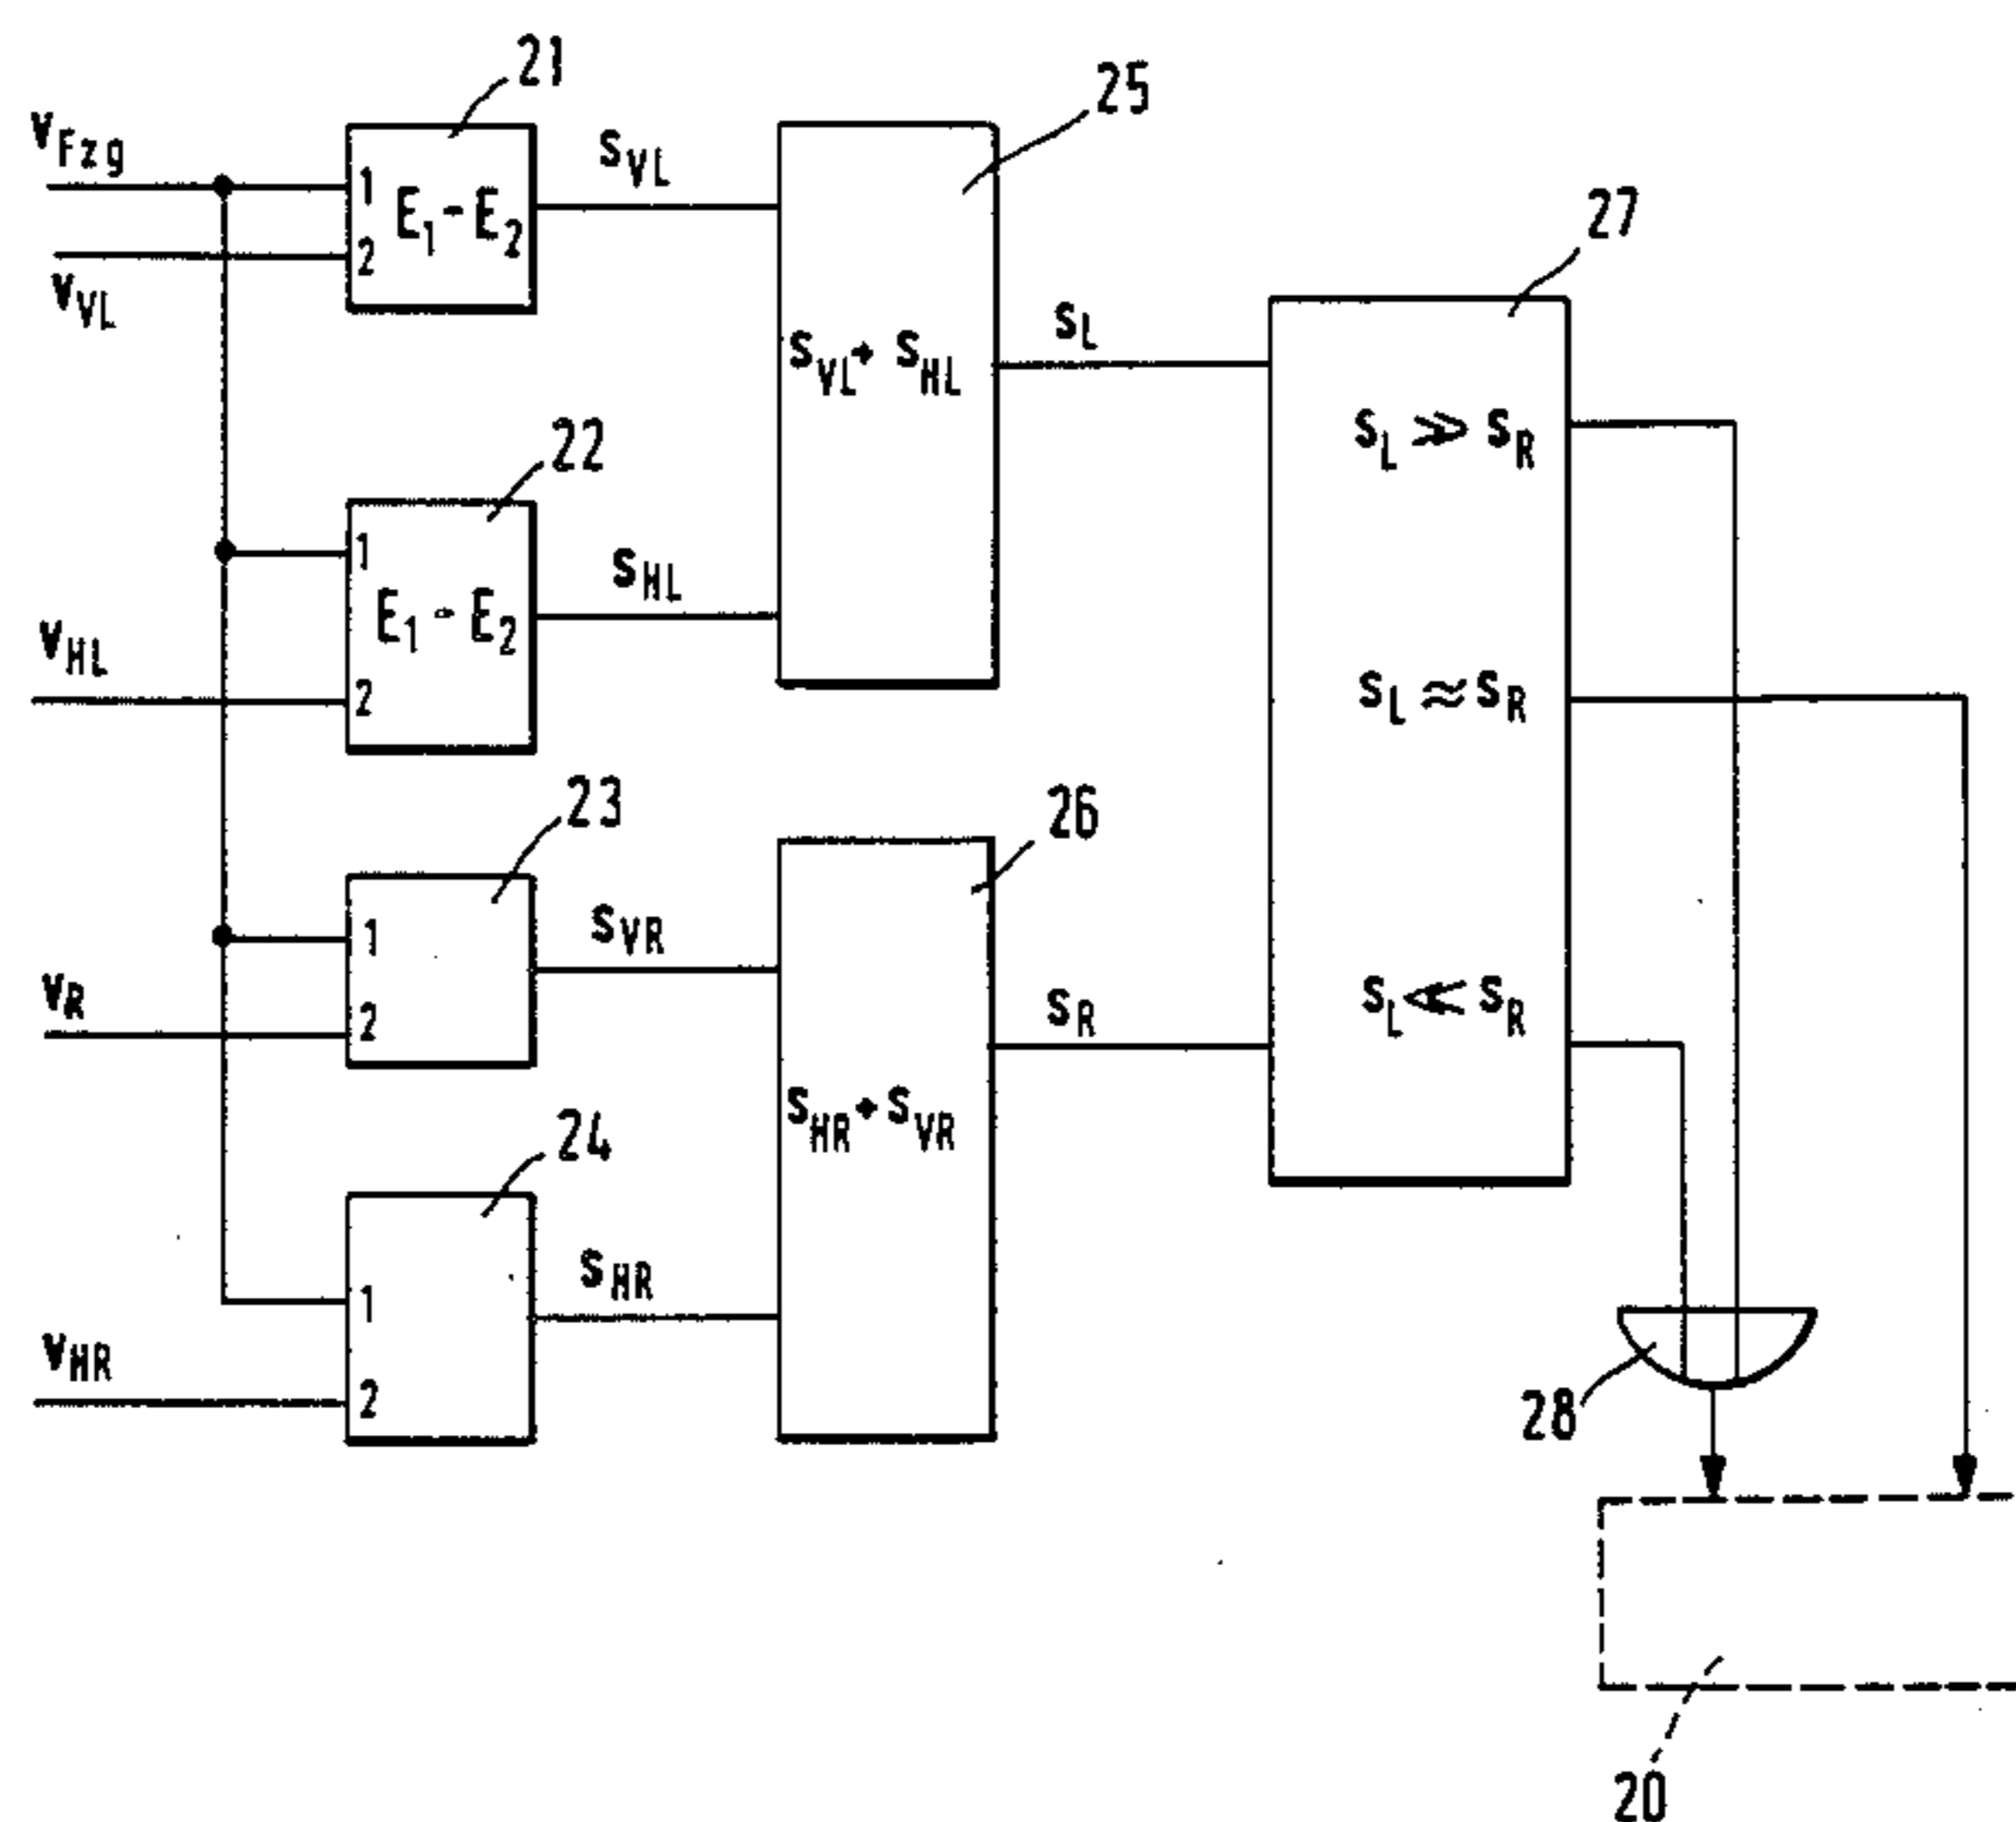 21
v_Fzg
1
E_1 - E_2
2
v_VL
s_VL
25
s_VL + s_HL
s_L
27
s_L ≫ s_R
22
1
E_1 - E_2
2
v_HL
s_HL
s_L ≈ s_R
23
1
2
v_R
s_VR
26
s_HR + s_VR
s_R
s_L ≪ s_R
24
1
2
v_HR
s_HR
28
20